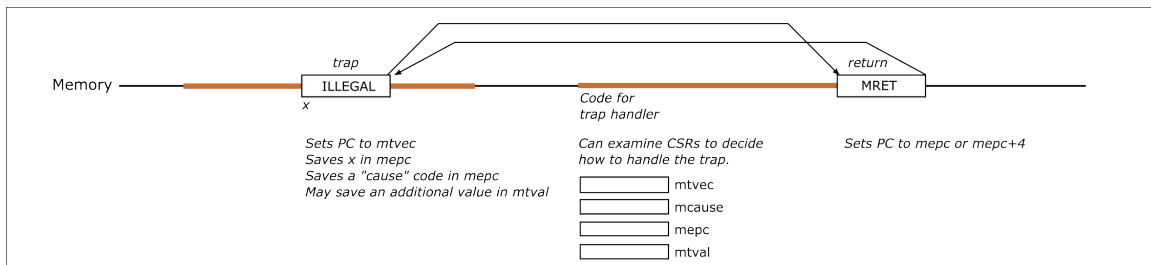 trap
return
Memory
ILLEGAL
MRET
x
Code for
trap handler
Sets PC to mtvec
Saves x in mepc
Saves a "cause" code in mepc
May save an additional value in mtval
Can examine CSRs to decide
how to handle the trap.
mtvec
mcause
mepc
mtval
Sets PC to mepc or mepc+4